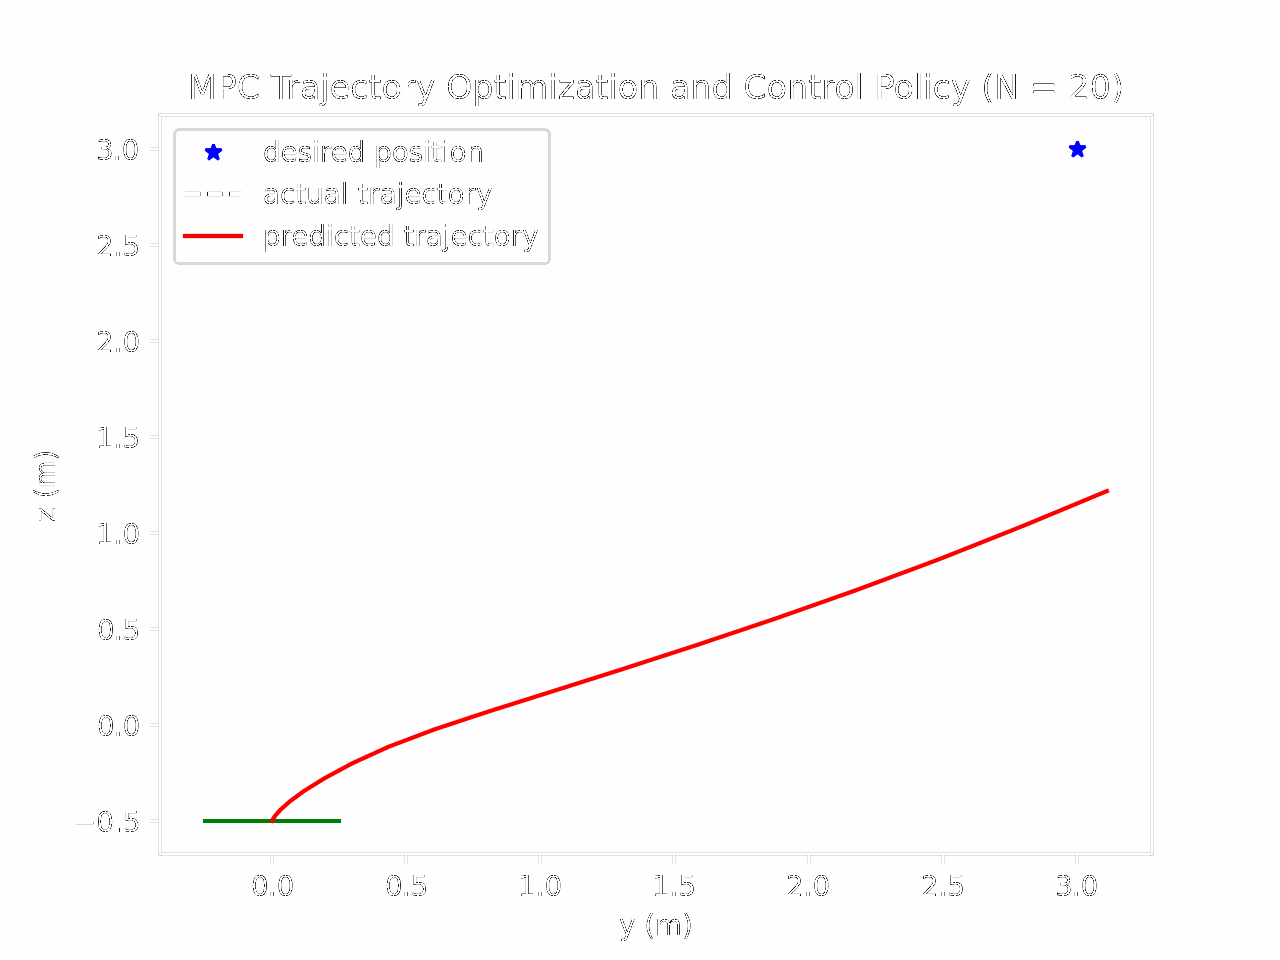 MPC Trajectory Optimization and Control Policy (N = 20)
desired position
actual trajectory
predicted trajectory
3.0
2.5
2.0
1.5
1.0
0.5
0.0
−0.5
z (m)
0.0 0.5 1.0 1.5 2.0 2.5 3.0
y (m)